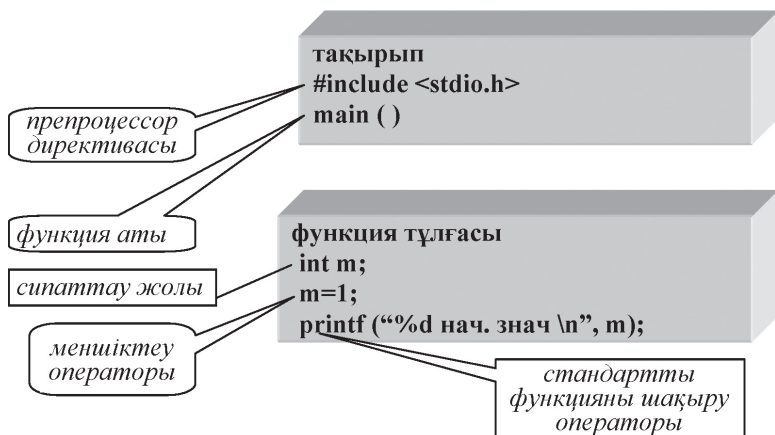 тақырып
#include <stdio.h>
main ( )
препроцессор
директивасы
функция аты
функция тұлғасы
int m;
m=1;
printf (“%d нач. знач \n”, m);
сипаттау жолы
меншіктеу
операторы
стандартты
функцияны шақыру
операторы